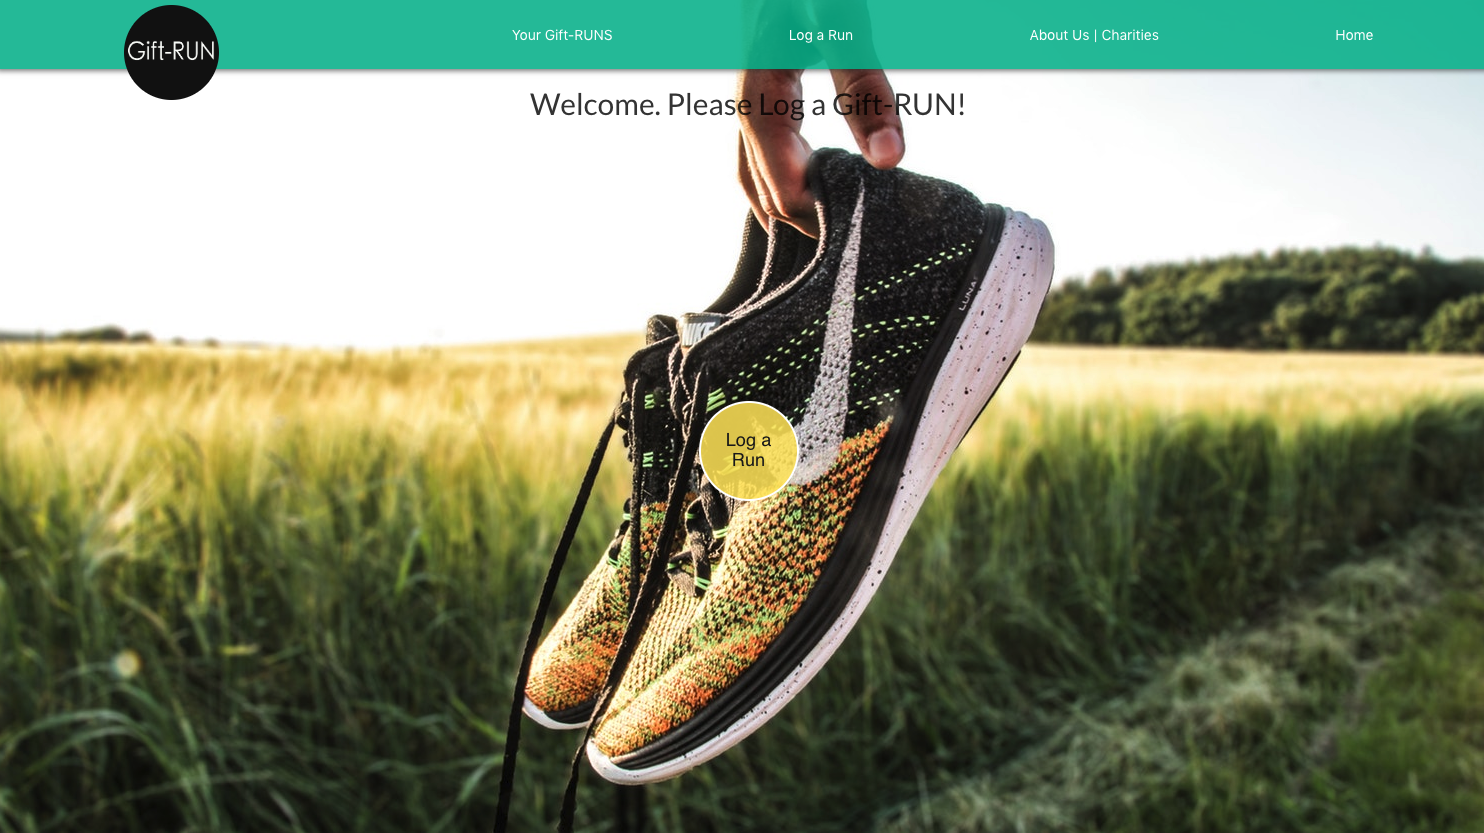 Gift-RUN
Your Gift-RUNS
Log a Run
About Us | Charities
Home
Welcome. Please Log a Gift-RUN!
LUNAR
NIKE
Log a
Run